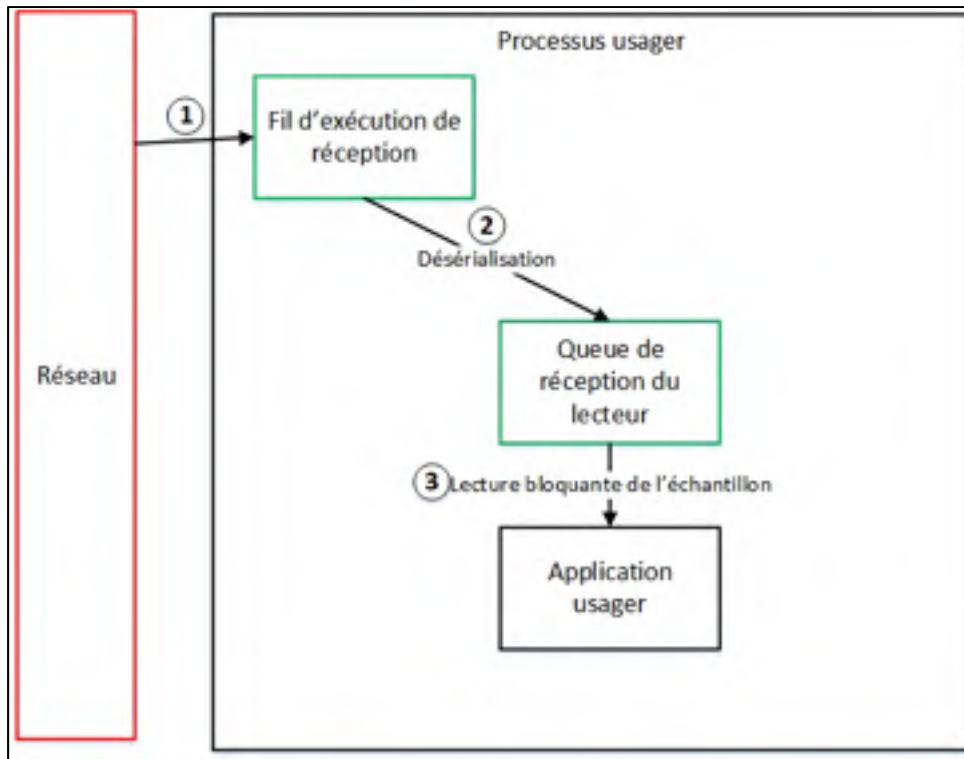 Processus usager
1
Fil d’exécution de
réception
2
Désérialisation
Réseau
Queue de
réception du
lecteur
3
Lecture bloquante de l’échantillon
Application
usager